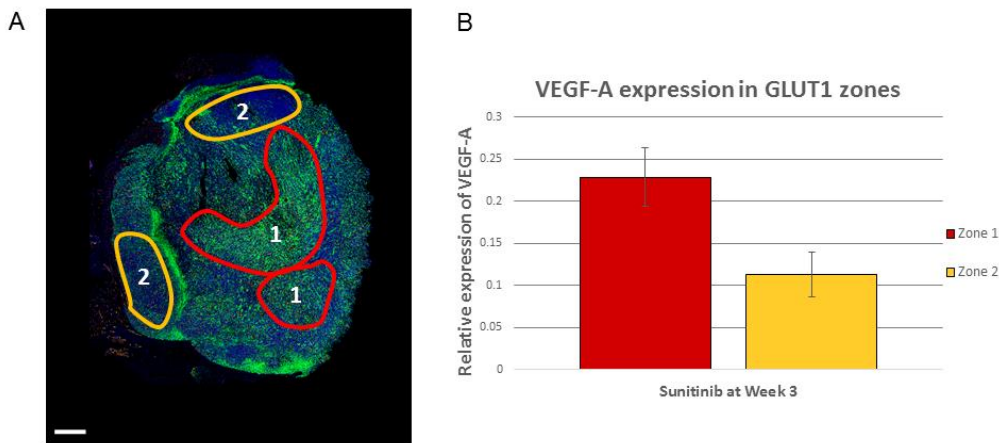 A
2
1
2
1
B
VEGF-A expression in GLUT1 zones
Relative expression of VEGF-A
0.3
0.25
0.2
0.15
0.1
0.05
0
Sunitinib at Week 3
Zone 1
Zone 2